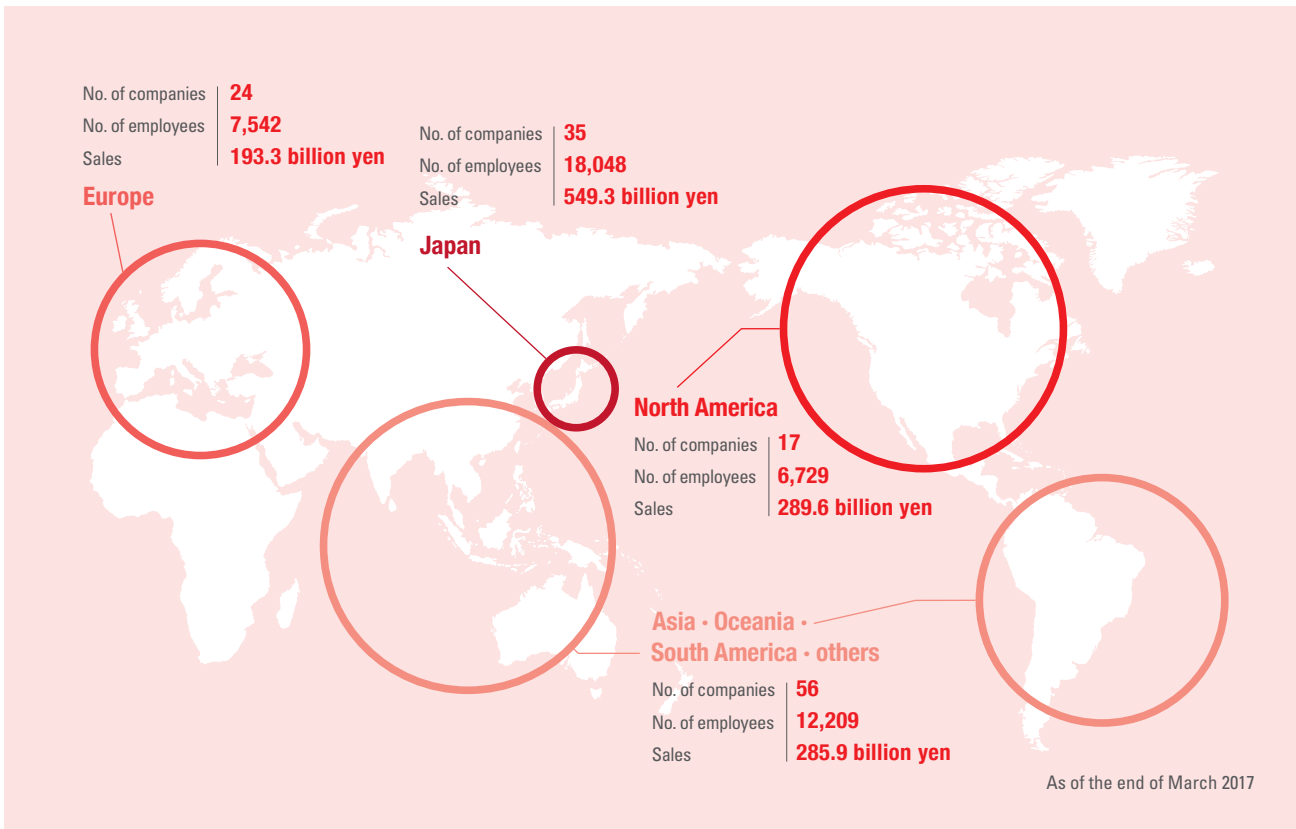 No. of companies 24
No. of employees 7,542
Sales 193.3 billion yen
Europe
No. of companies 35
No. of employees 18,048
Sales 549.3 billion yen
Japan
North America
No. of companies 17
No. of employees 6,729
Sales 289.6 billion yen
Asia • Oceania •
South America • others
No. of companies 56
No. of employees 12,209
Sales 285.9 billion yen
As of the end of March 2017